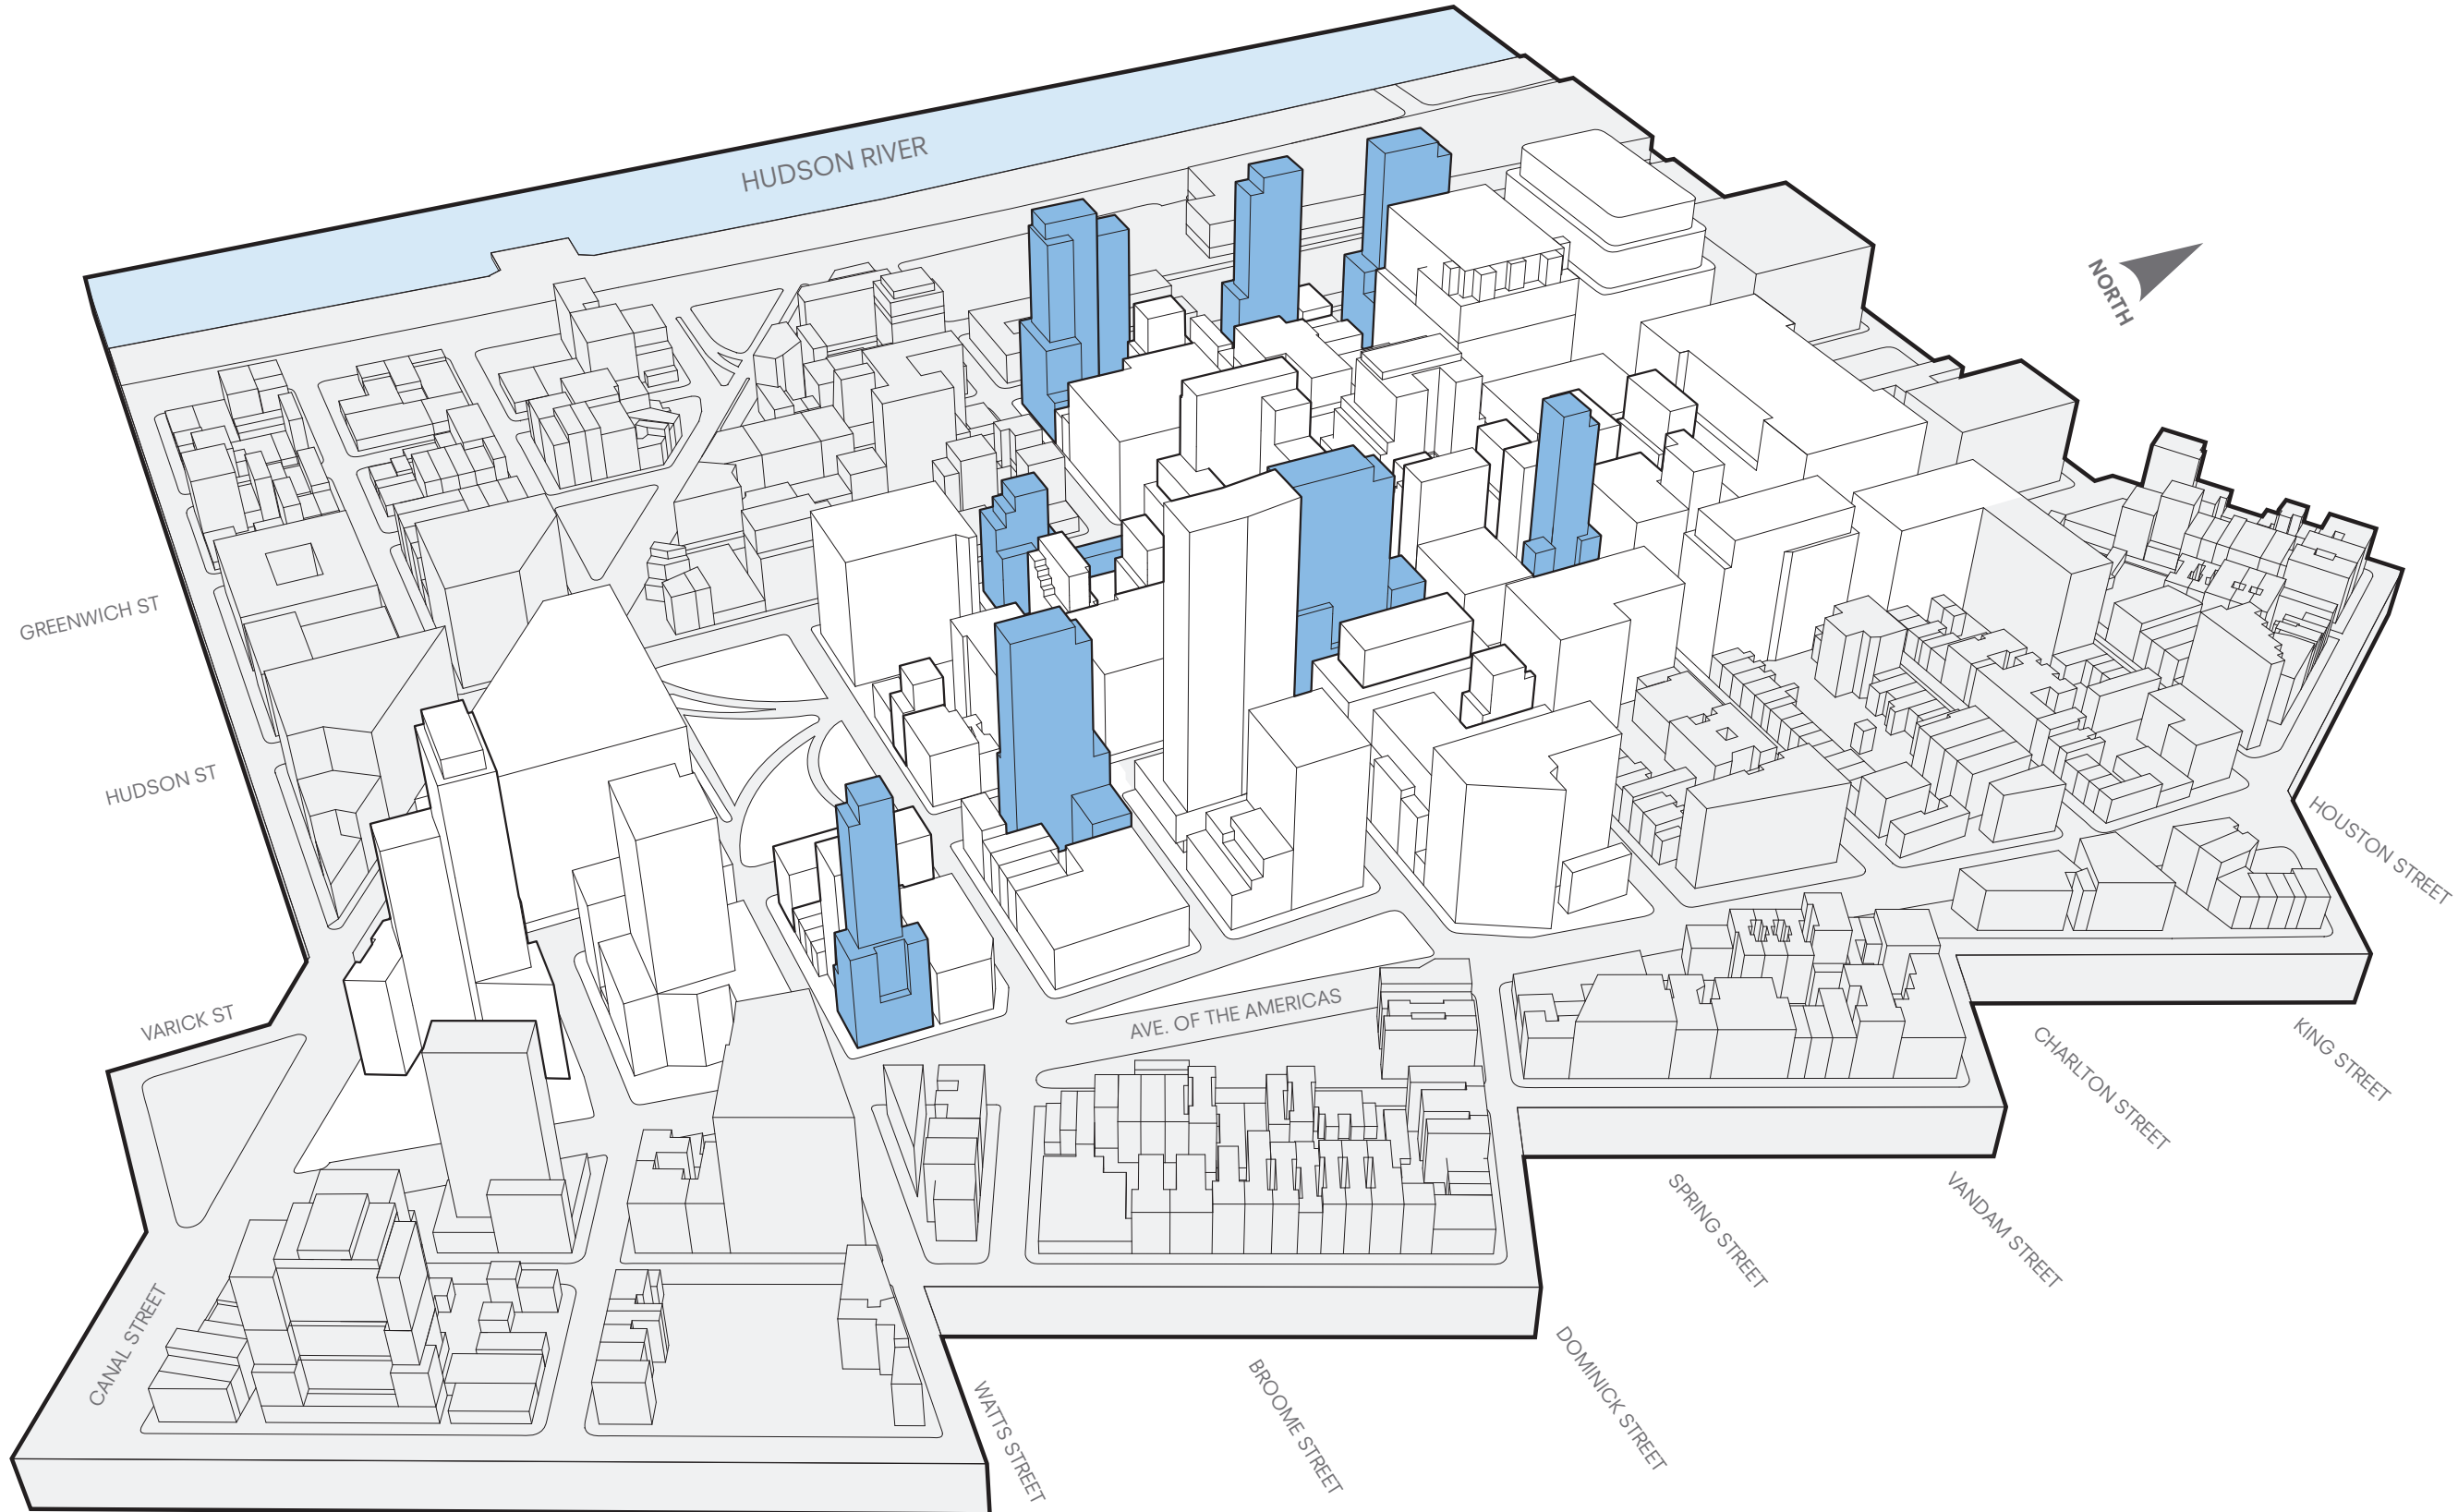 HUDSON RIVER
NORTH
GREENWICH ST
HUDSON ST
VARICK ST
CANAL STREET
AVE. OF THE AMERICAS
HOUSTON STREET
KING STREET
CHARLTON STREET
VANDAM STREET
SPRING STREET
DOMINICK STREET
BROOME STREET
WATTS STREET